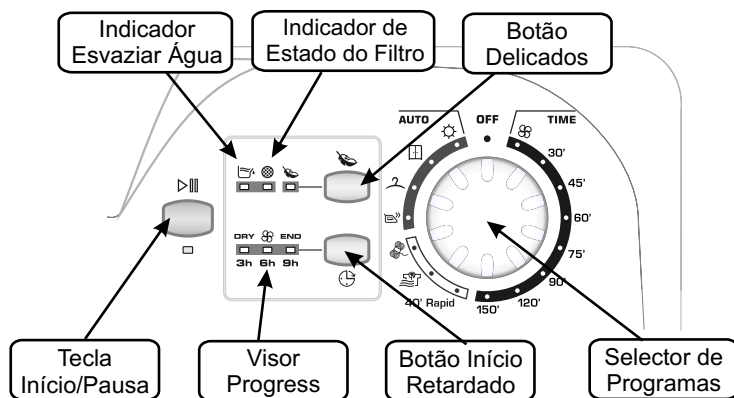 Indicador
Esvaziar Água
Indicador de
Estado do Filtro
Botão
Delicados
AUTO
OFF
TIME
30'
45'
60'
75'
90'
120'
150'
40' Rapid
DRY
END
3h
6h
9h
Tecla
Início/Pausa
Visor
Progress
Botão Início
Retardado
Selector de
Programas